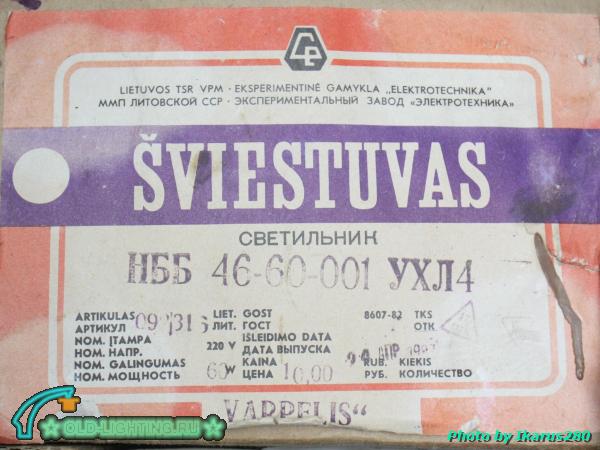 LIETUVOS TSR VPM · EKSPERIMENTINĖ GAMYKLA „ELEKTROTECHNIKA"
ММП ЛИТОВСКОЙ ССР · ЭКСПЕРИМЕНТАЛЬНЫЙ ЗАВОД «ЭЛЕКТРОТЕХНИКА»
ŠVIESTUVAS
СВЕТИЛЬНИК
НББ 46-60-001 УХЛ4
ARTIKULAS LIET. GOST 8607-82 TKS
АРТИКУЛ ЛИТ. ГОСТ ОТК
NOM. ĮTAMPA 220 V IŠLEIDIMO DATA
NOM. НАПР. ДАТА ВЫПУСКА
NOM. GALINGUMAS 60 W KAINA RUB. KIEKIS
НОМ. МОЩНОСТЬ ЦЕНА 10,00 РУБ. КОЛИЧЕСТВО
VARPELIS"
OLD-LIGHTING.RU
Photo by Ikarus280